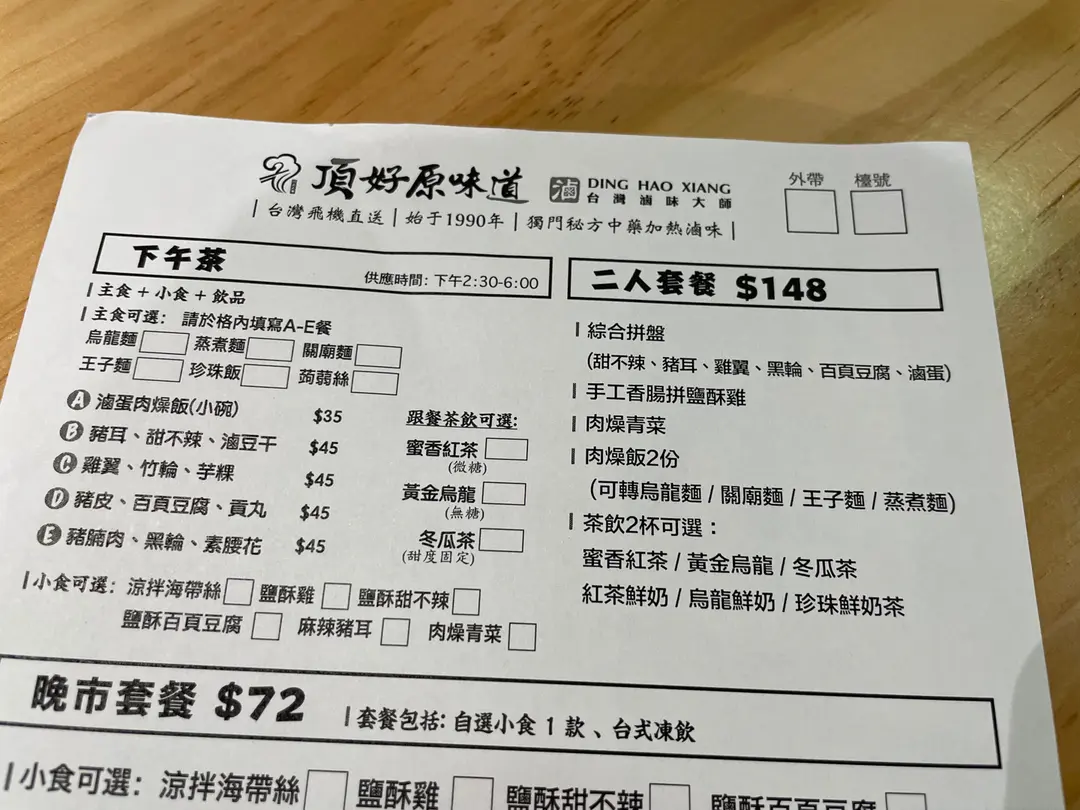 頂好原味道 滷 DING HAO XIANG
台灣滷味大師
外帶 檯號
| 台灣飛機直送 | 始于1990年 | 獨門秘方中藥加熱滷味 |
下午茶 供應時間: 下午2:30-6:00
| 主食 + 小食 + 飲品
| 主食可選: 請於格內填寫A-E餐
烏龍麵 蒸煮麵 關廟麵
王子麵 珍珠飯 蒟蒻絲
A 滷蛋肉燥飯(小碗) $35
B 豬耳、甜不辣、滷豆干 $45
C 雞翼、竹輪、芋粿 $45
D 豬皮、百頁豆腐、貢丸 $45
E 豬腩肉、黑輪、素腰花 $45
跟餐茶飲可選:
蜜香紅茶
(微糖)
黃金烏龍
(無糖)
冬瓜茶
(甜度固定)
| 小食可選: 涼拌海帶絲 鹽酥雞 鹽酥甜不辣
鹽酥百頁豆腐 麻辣豬耳 肉燥青菜
二人套餐 $148
| 綜合拼盤
(甜不辣、豬耳、雞翼、黑輪、百頁豆腐、滷蛋)
| 手工香腸拼鹽酥雞
| 肉燥青菜
| 肉燥飯2份
(可轉烏龍麵 / 關廟麵 / 王子麵 / 蒸煮麵)
| 茶飲2杯可選：
蜜香紅茶 / 黃金烏龍 / 冬瓜茶
紅茶鮮奶 / 烏龍鮮奶 / 珍珠鮮奶茶
晚市套餐 $72 | 套餐包括: 自選小食 1 款、台式凍飲
| 小食可選: 涼拌海帶絲 鹽酥雞 鹽酥甜不辣 鹽酥百頁豆腐